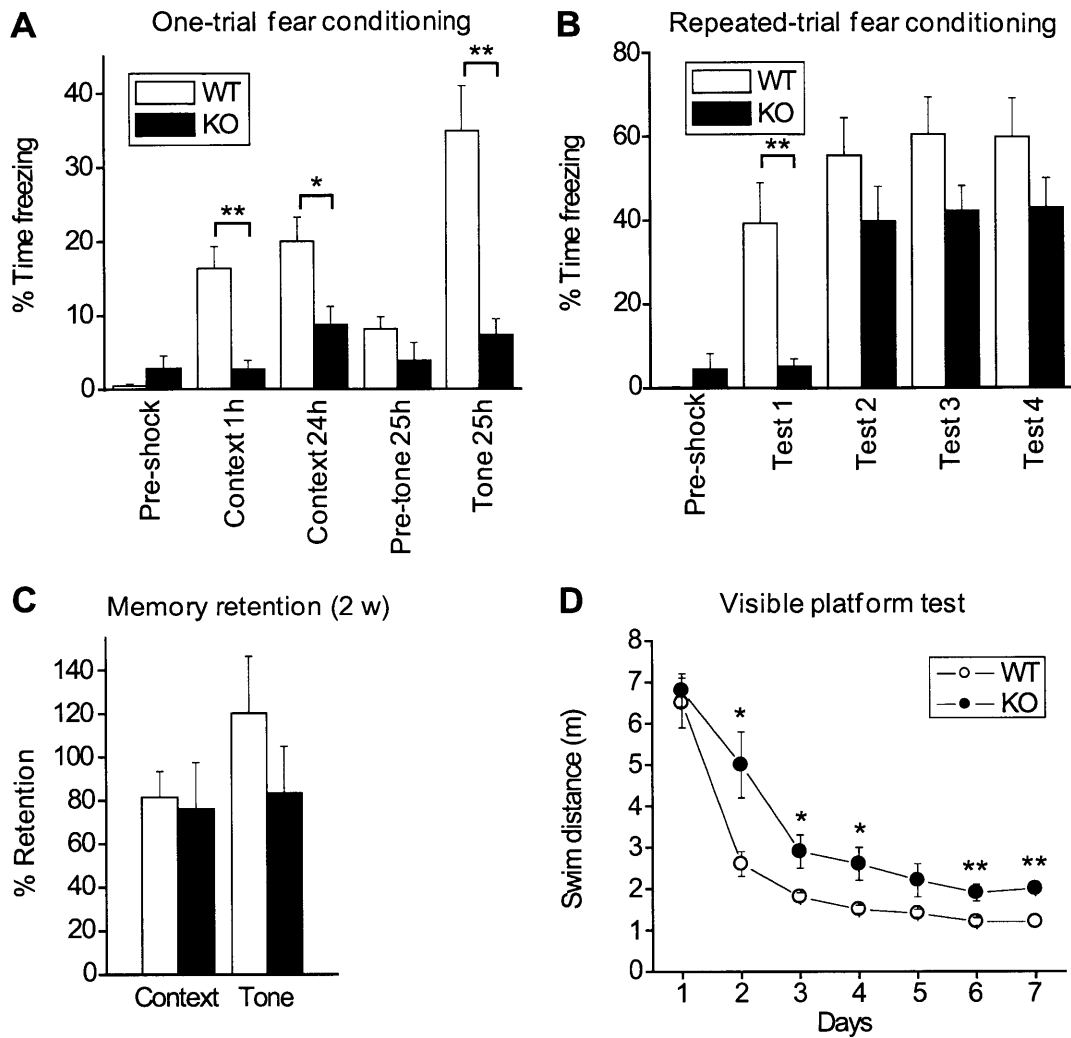 A
One-trial fear conditioning
WT
KO
**
*
**
% Time freezing
40
30
20
10
0
Pre-shock
Context 1h
Context 24h
Pre-tone 25h
Tone 25h
B
Repeated-trial fear conditioning
WT
KO
**
% Time freezing
80
60
40
20
0
Pre-shock
Test 1
Test 2
Test 3
Test 4
C
Memory retention (2 w)
% Retention
140
120
100
80
60
40
20
0
Context Tone
D
Visible platform test
WT
KO
*
*
*
**
**
Swim distance (m)
8
7
6
5
4
3
2
1
0
1 2 3 4 5 6 7
Days